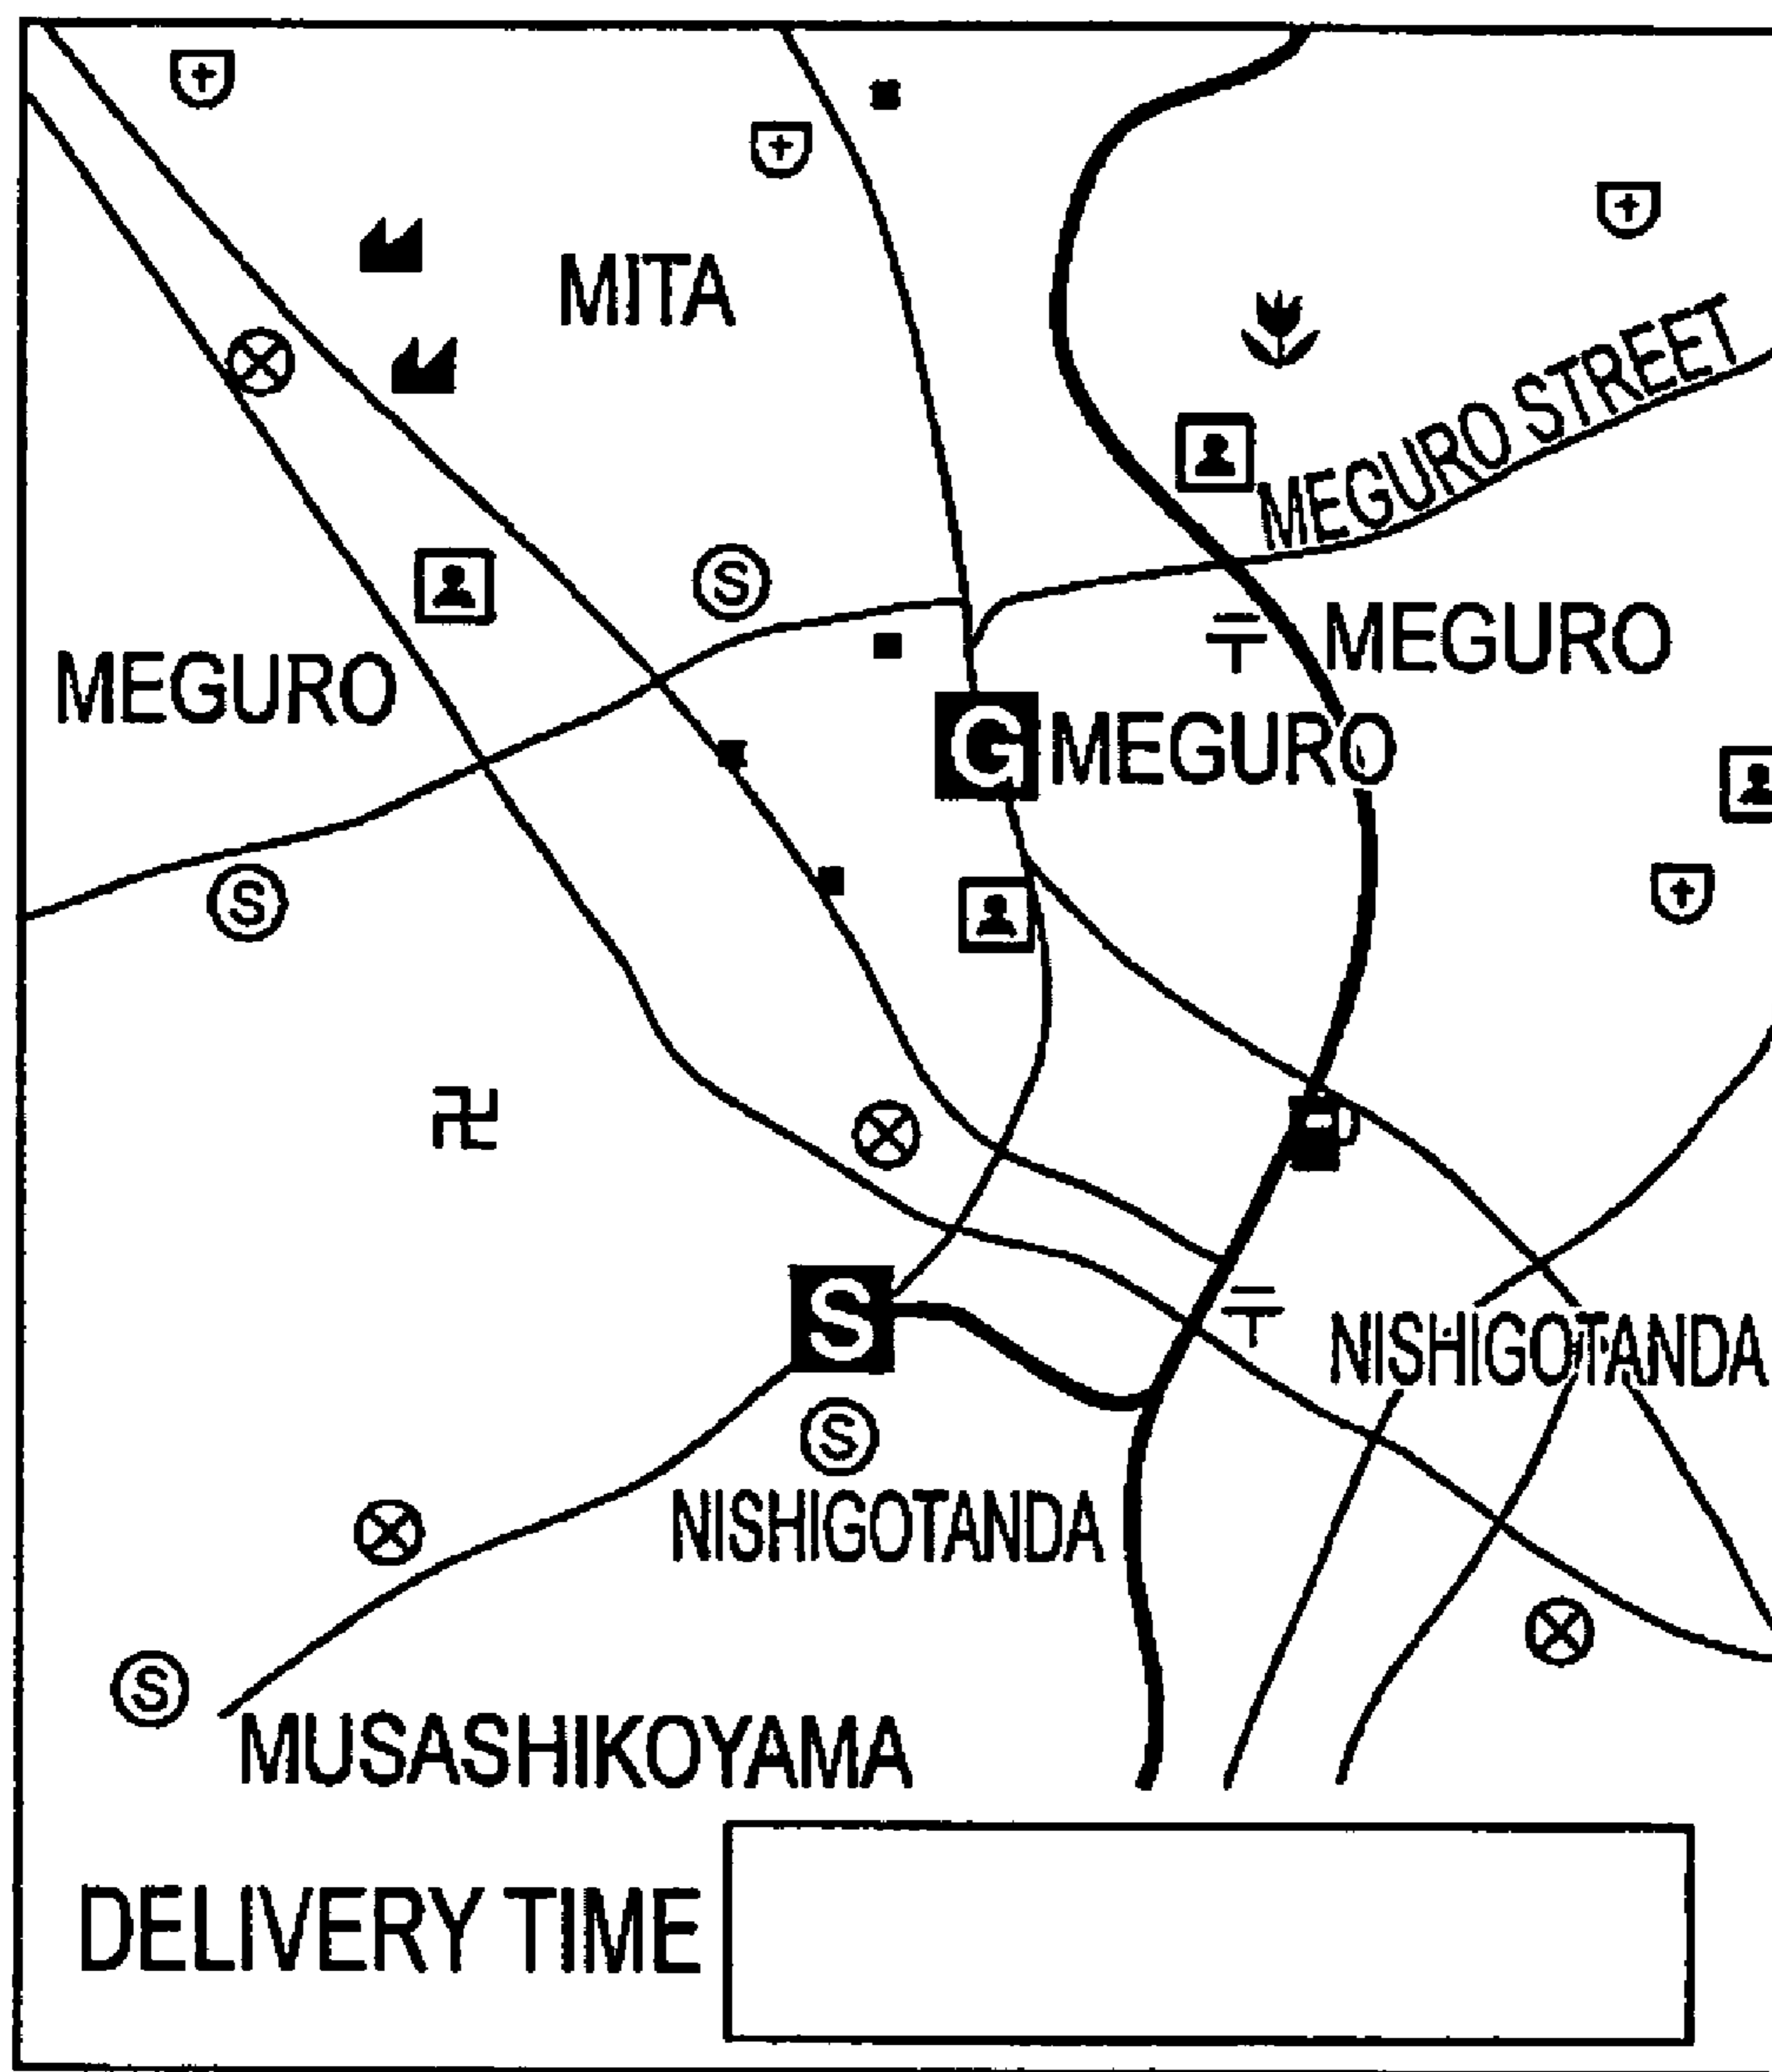 MITA
MEGURO STREET
S
MEGURO
MEGURO
G MEGURO
S
S
NISHIGOTANDA
S
NISHIGOTANDA
S
MUSASHIKOYAMA
DELIVERY TIME